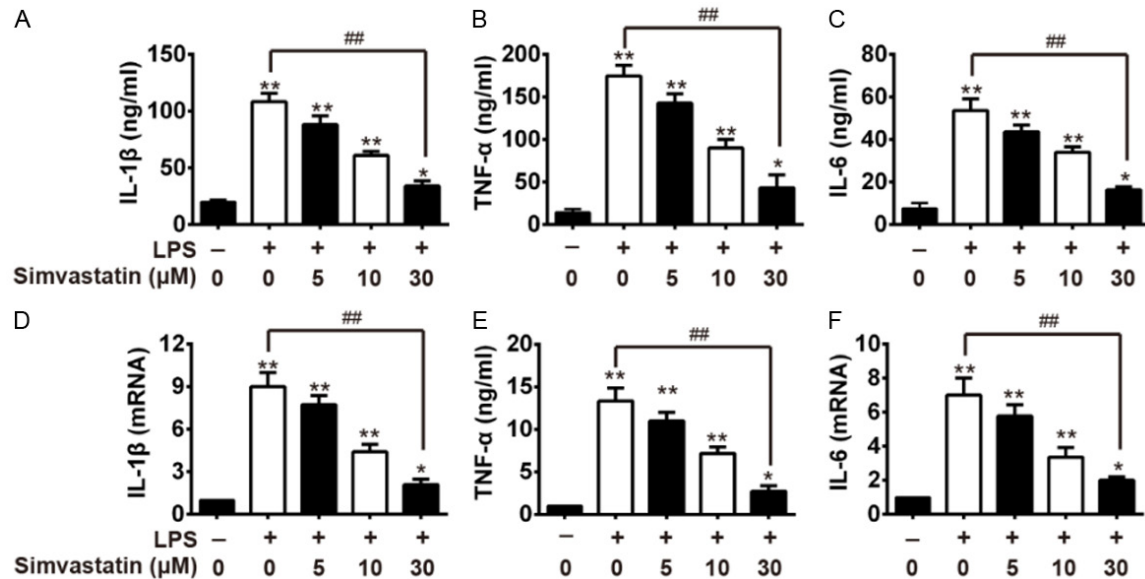 A
B
C
IL-1β (ng/ml)
150
100
50
0
##
** ** ** *
TNF-α (ng/ml)
200
150
100
50
0
##
** ** ** *
IL-6 (ng/ml)
80
60
40
20
0
##
** ** ** *
LPS – + + + + – + + + + – + + + +
Simvastatin (μM) 0 0 5 10 30 0 0 5 10 30 0 0 5 10 30
D
E
F
IL-1β (mRNA)
12
9
6
3
0
##
** ** ** *
TNF-α (ng/ml)
20
15
10
5
0
##
** ** ** *
IL-6 (mRNA)
10
8
6
4
2
0
##
** ** ** *
LPS – + + + + – + + + + – + + + +
Simvastatin (μM) 0 0 5 10 30 0 0 5 10 30 0 0 5 10 30